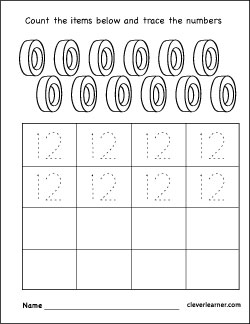 Count the items below and trace the numbers
12 12 12 12
12 12 12 12
Name
cleverlearner.com